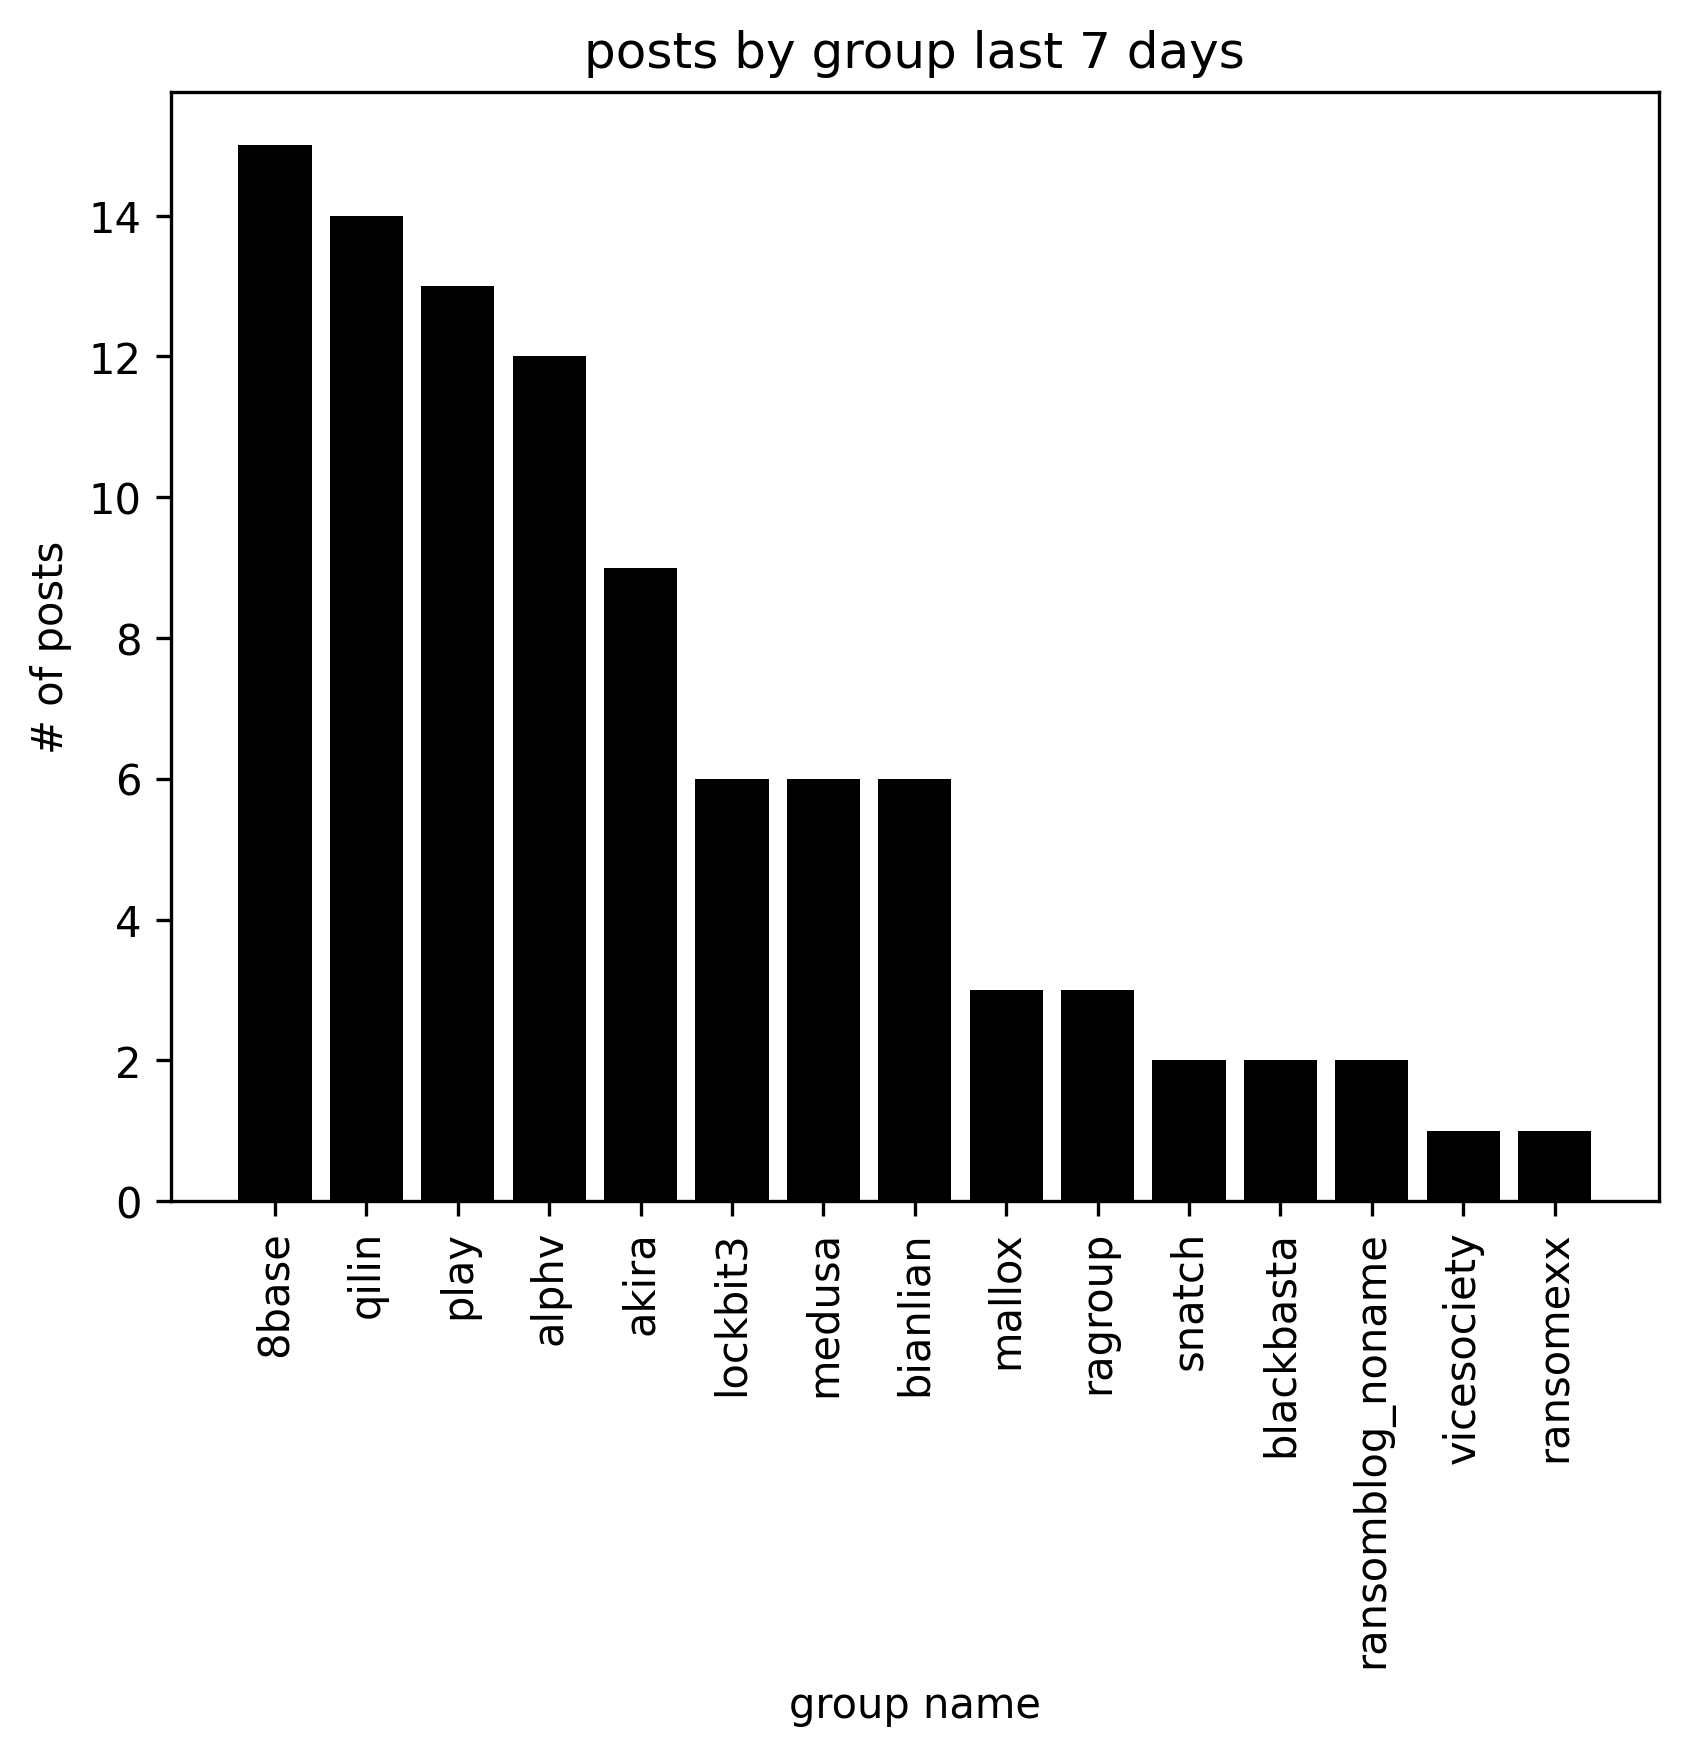 posts by group last 7 days
# of posts
14
12
10
8
6
4
2
0
8base
qilin
play
alphv
akira
lockbit3
medusa
bianlian
mallox
ragroup
snatch
blackbasta
ransomblog_noname
vicesociety
ransomexx
group name